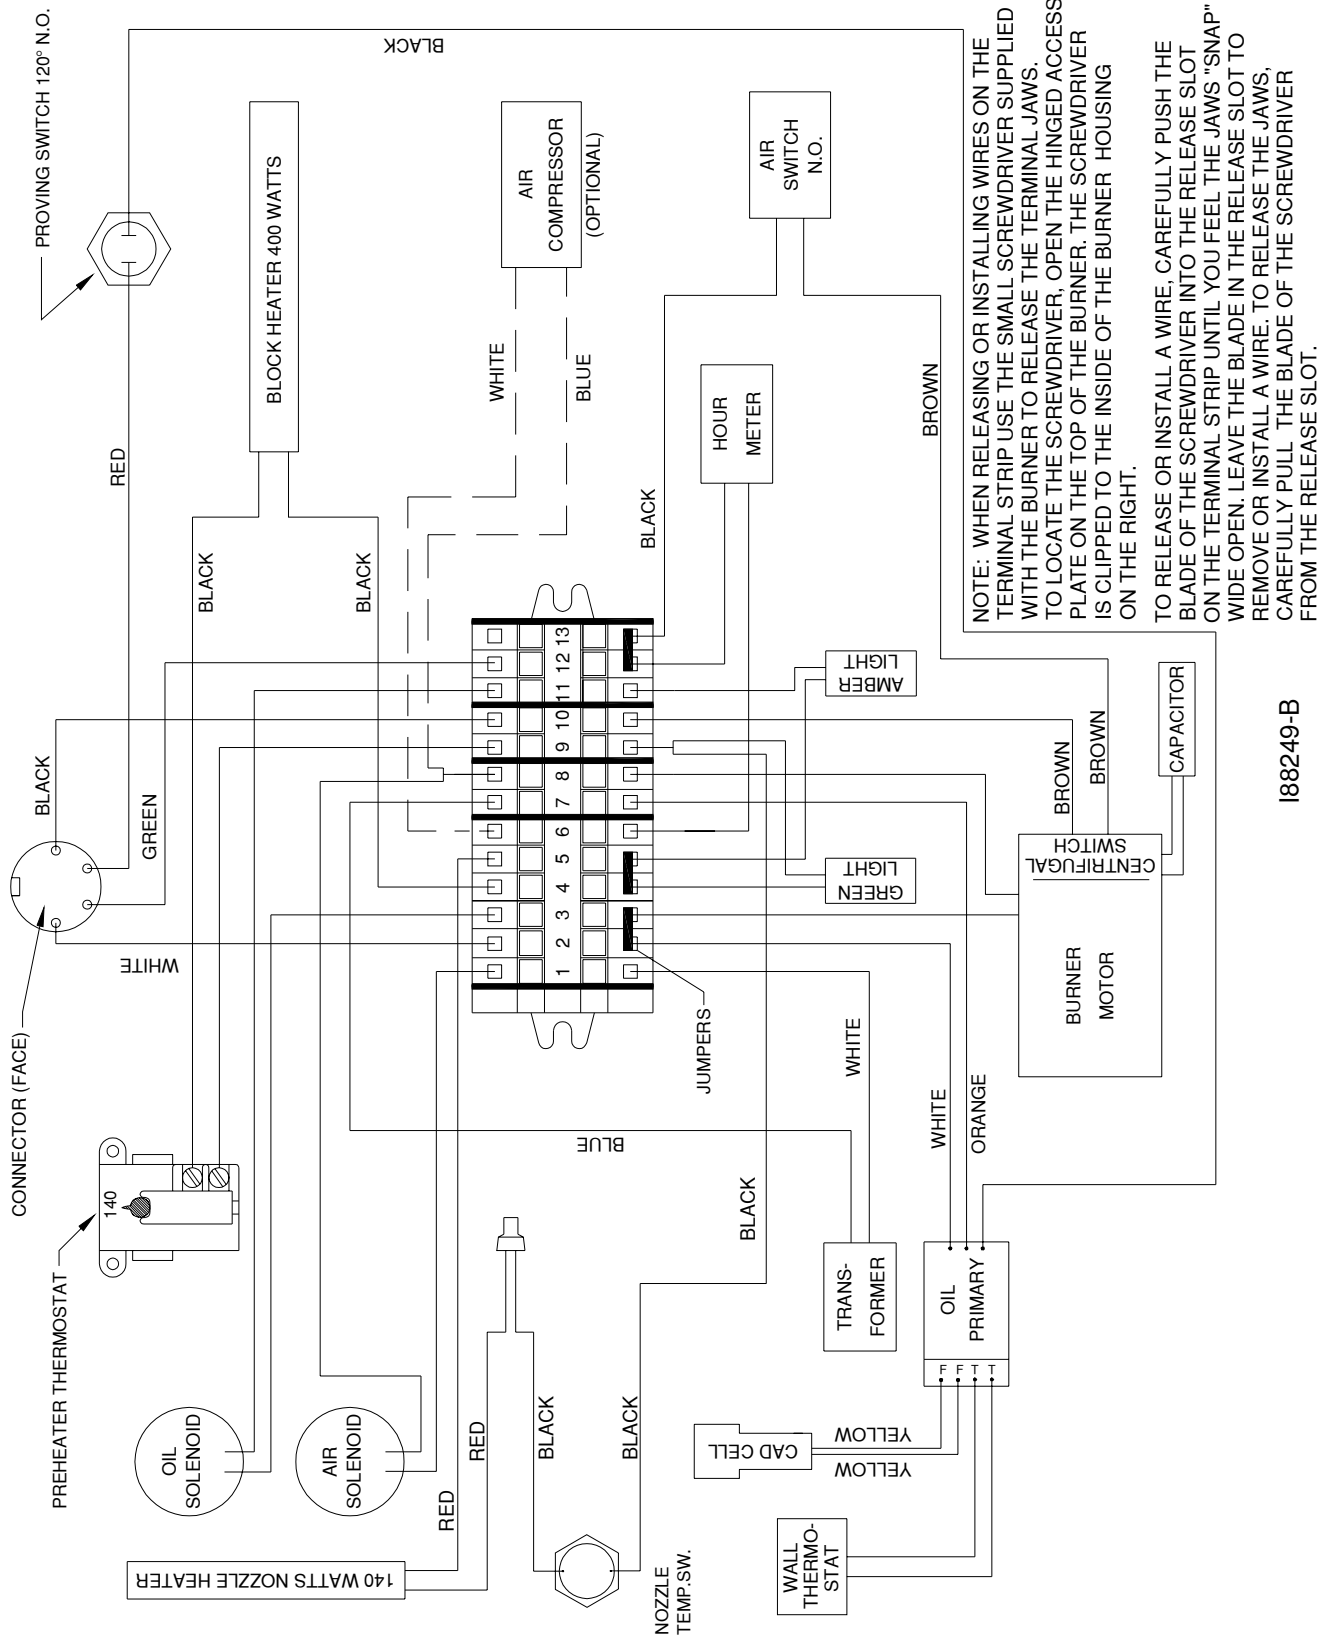 PROVING SWITCH 120° N.O.
BLACK
CONNECTOR (FACE)
BLACK
GREEN
RED
WHITE
BLOCK HEATER 400 WATTS
BLACK
BLACK
PREHEATER THERMOSTAT
140
AIR
COMPRESSOR
(OPTIONAL)
WHITE
BLUE
AIR
SWITCH
N.O.
BLACK
BROWN
HOUR
METER
OIL
SOLENOID
AIR
SOLENOID
140 WATTS NOZZLE HEATER
RED
RED
BLACK
BLACK
NOZZLE
TEMP.SW.
1 2 3 4 5 6 7 8 9 10 11 12 13
JUMPERS
AMBER
LIGHT
GREEN
LIGHT
BLUE
BLACK
WHITE
TRANS-
FORMER
WHITE
ORANGE
OIL
PRIMARY
F F T T
CAD CELL
YELLOW
YELLOW
WALL
THERMO-
STAT
BURNER
MOTOR
CENTRIFUGAL
SWITCH
BROWN
BROWN
CAPACITOR
NOTE: WHEN RELEASING OR INSTALLING WIRES ON THE
TERMINAL STRIP USE THE SMALL SCREWDRIVER SUPPLIED
WITH THE BURNER TO RELEASE THE TERMINAL JAWS.
TO LOCATE THE SCREWDRIVER, OPEN THE HINGED ACCESS
PLATE ON THE TOP OF THE BURNER. THE SCREWDRIVER
IS CLIPPED TO THE INSIDE OF THE BURNER HOUSING
ON THE RIGHT.
TO RELEASE OR INSTALL A WIRE, CAREFULLY PUSH THE
BLADE OF THE SCREWDRIVER INTO THE RELEASE SLOT
ON THE TERMINAL STRIP UNTIL YOU FEEL THE JAWS "SNAP"
WIDE OPEN. LEAVE THE BLADE IN THE RELEASE SLOT TO
REMOVE OR INSTALL A WIRE. TO RELEASE THE JAWS,
CAREFULLY PULL THE BLADE OF THE SCREWDRIVER
FROM THE RELEASE SLOT.
I88249-B